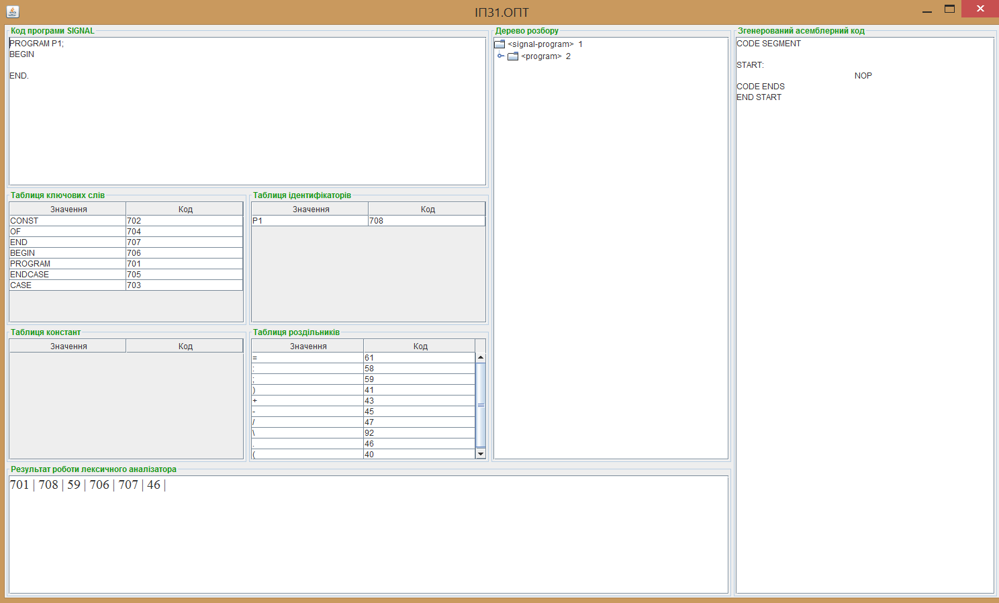 ІПЗ1.ОПТ
Код програми SIGNAL
PROGRAM P1;
BEGIN
END.
Таблиця ключових слів
Значення Код
CONST 702
OF 704
END 707
BEGIN 706
PROGRAM 701
ENDCASE 705
CASE 703
Таблиця ідентифікаторів
Значення Код
P1 708
Таблиця констант
Значення Код
Таблиця роздільників
Значення Код
= 61
: 58
; 59
) 41
+ 43
- 45
/ 47
\ 92
. 46
( 40
Результат роботи лексичного аналізатора
701 | 708 | 59 | 706 | 707 | 46 |
Дерево розбору
<signal-program> 1
<program> 2
Згенерований асемблерний код
CODE SEGMENT
START:
NOP
CODE ENDS
END START